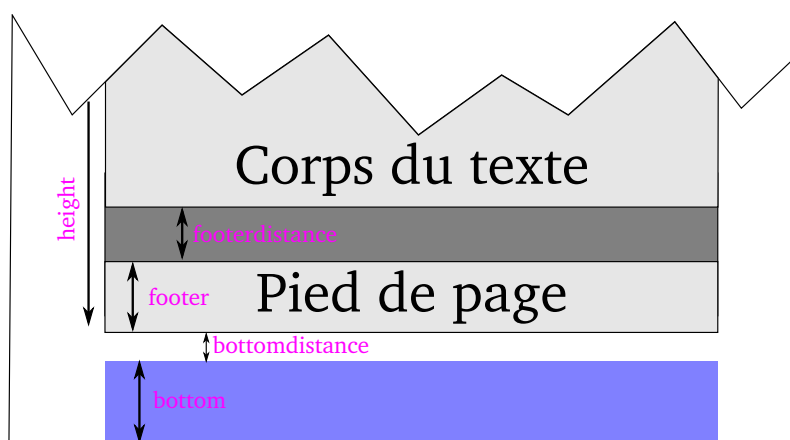 Corps du texte
height
footerdistance
Pied de page
footer
bottomdistance
bottom